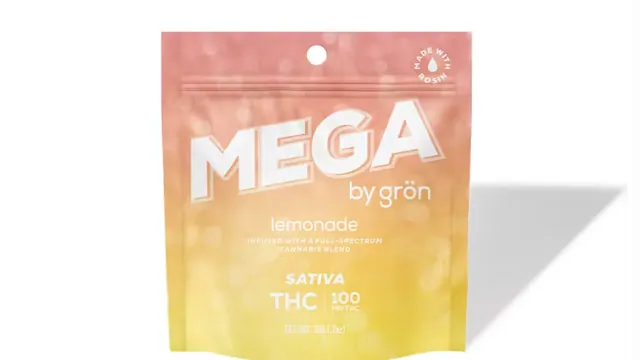 MADE WITH
ROSIN
MEGA
by grön
lemonade
INFUSED WITH A FULL-SPECTRUM
CANNABIS BLEND
SATIVA
THC 100
MG THC